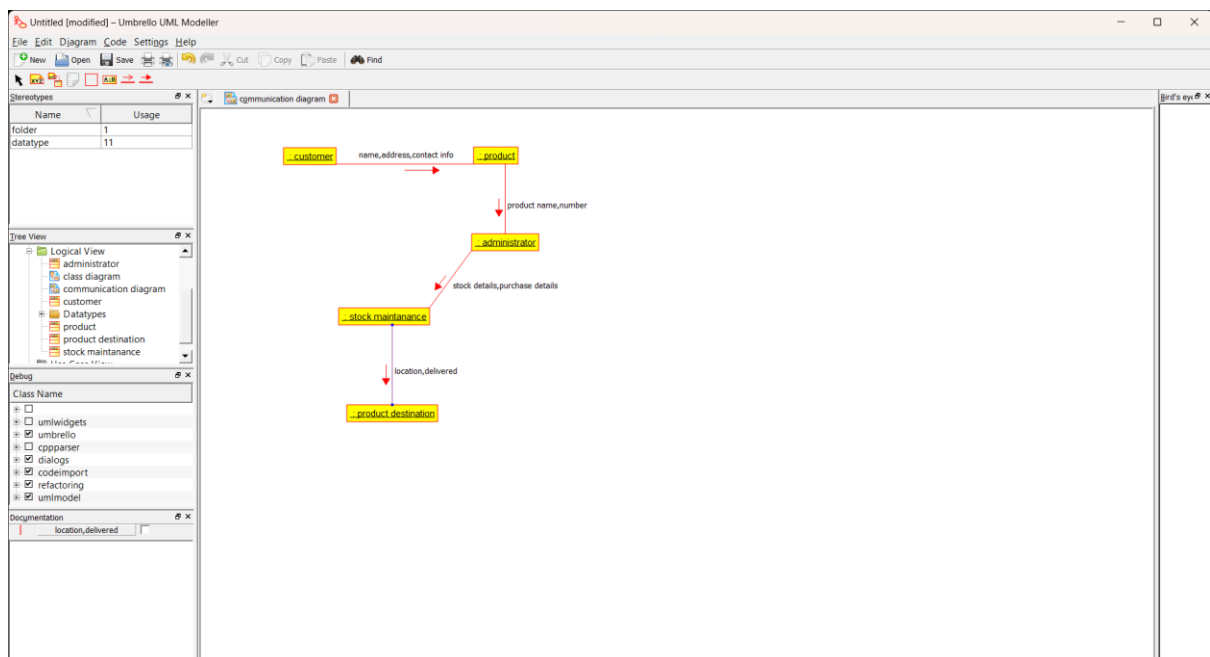 Untitled [modified] – Umbrello UML Modeller
File Edit Diagram Code Settings Help
New Open Save Cut Copy Paste Find
XYZ A:B
Stereotypes
Name Usage
folder 1
datatype 11
Tree View
Logical View
administrator
class diagram
communication diagram
customer
Datatypes
product
product destination
stock maintanance
Debug
Class Name
umlwidgets
umbrello
cppparser
dialogs
codeimport
refactoring
umlmodel
Documentation
location,delivered
communication diagram
: customer
name,address,contact info
: product
product name,number
: administrator
stock details,purchase details
: stock maintanance
location,delivered
: product destination
Bird's eye